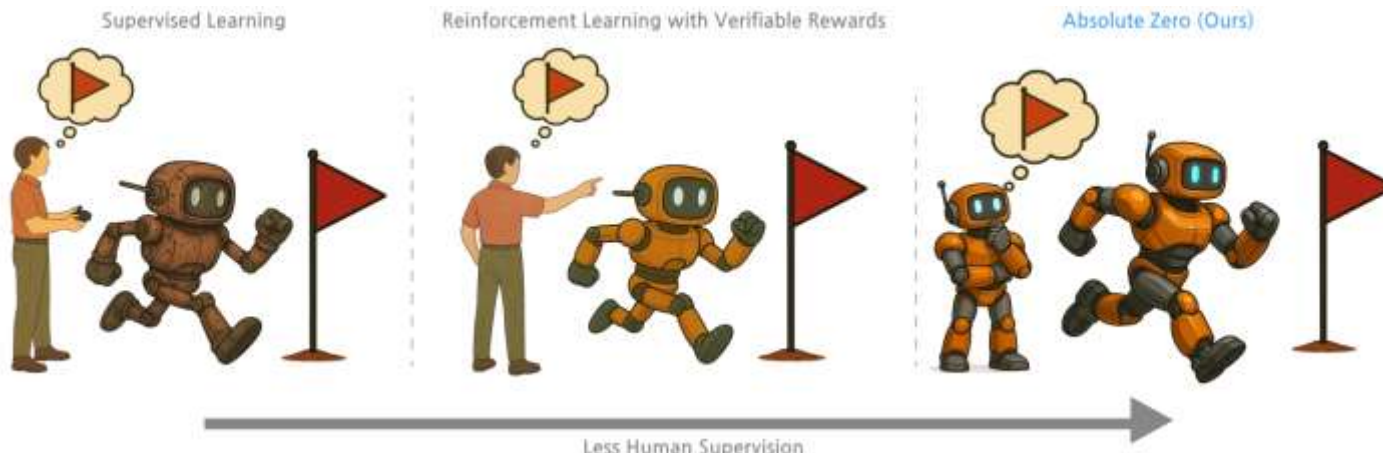 Supervised Learning
Reinforcement Learning with Verifiable Rewards
Absolute Zero (Ours)
Less Human Supervision